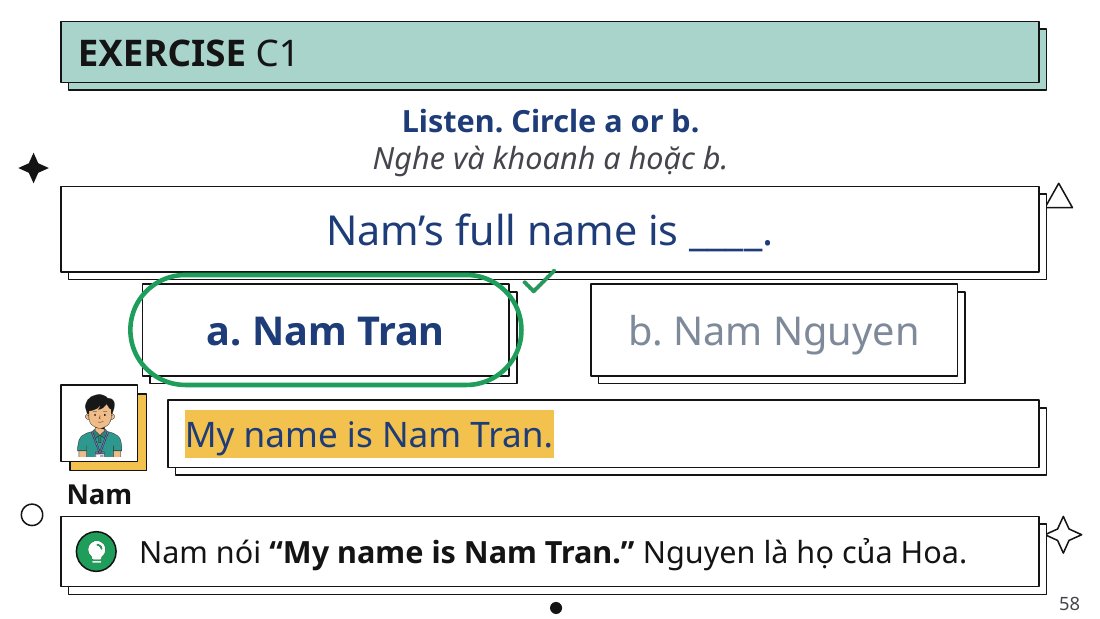 EXERCISE C1
Listen. Circle a or b.
Nghe và khoanh a hoặc b.
Nam’s full name is ____.
a. Nam Tran
b. Nam Nguyen
My name is Nam Tran.
Nam
Nam nói “My name is Nam Tran.” Nguyen là họ của Hoa.
58